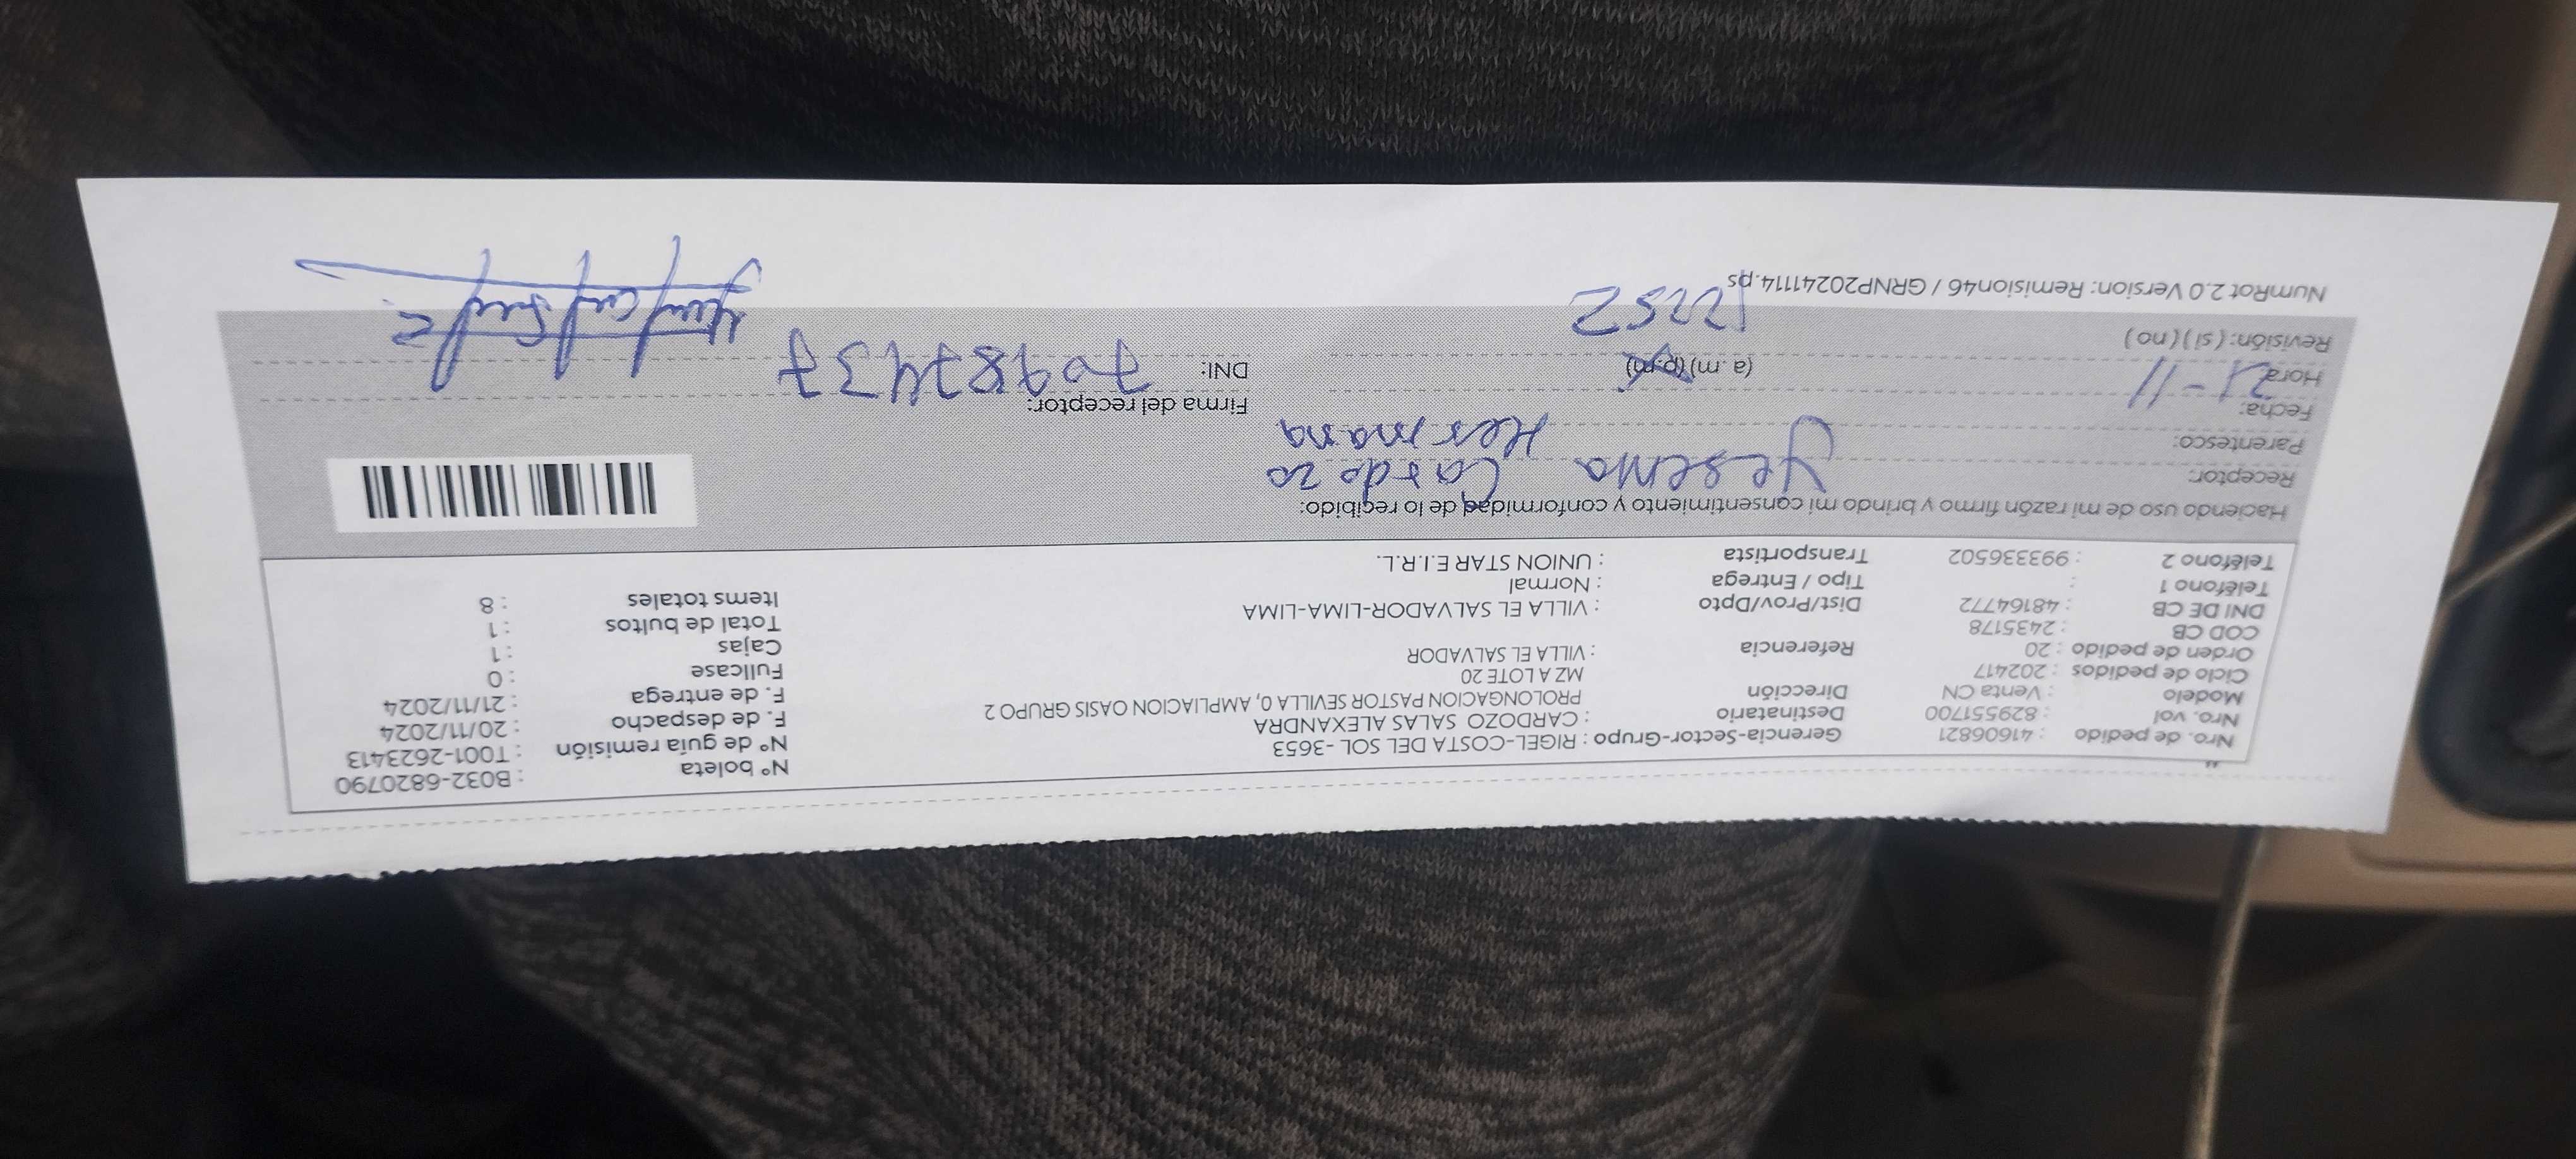 Nro. de pedido : 41606821 Gerencia-Sector-Grupo : RIGEL-COSTA DEL SOL -3653 N° boleta : B032-6820790
Nro. vol : 829551700 Destinatario : CARDOZO SALAS ALEXANDRA N° de guía remisión : T001-2623413
Modelo : Venta CN Dirección PROLONGACION PASTOR SEVILLA 0, AMPLIACION OASIS GRUPO 2 F. de despacho : 20/11/2024
Ciclo de pedidos : 202417 MZ A LOTE 20 F. de entrega : 21/11/2024
Orden de pedido : 20 Referencia : VILLA EL SALVADOR Fullcase : 0
COD CB : 2435178 Cajas : 1
DNI DE CB : 48164772 Dist/Prov/Dpto : VILLA EL SALVADOR-LIMA-LIMA Total de bultos : 1
Teléfono 1 : Tipo / Entrega : Normal Items totales : 8
Teléfono 2 : 993336502 Transportista : UNION STAR E.I.R.L.
Haciendo uso de mi razón firmo y brindo mi consentimiento y conformidad de lo recibido:
Receptor: Yesenia Cardozo
Parentesco: Hermana
Fecha: 21-11 Firma del receptor:
Hora (a .m) (p.m) DNI: 70987437
Revisión: ( si ) ( no )
NumRot 2.0 Version: Remision46 / GRNP20241114.ps